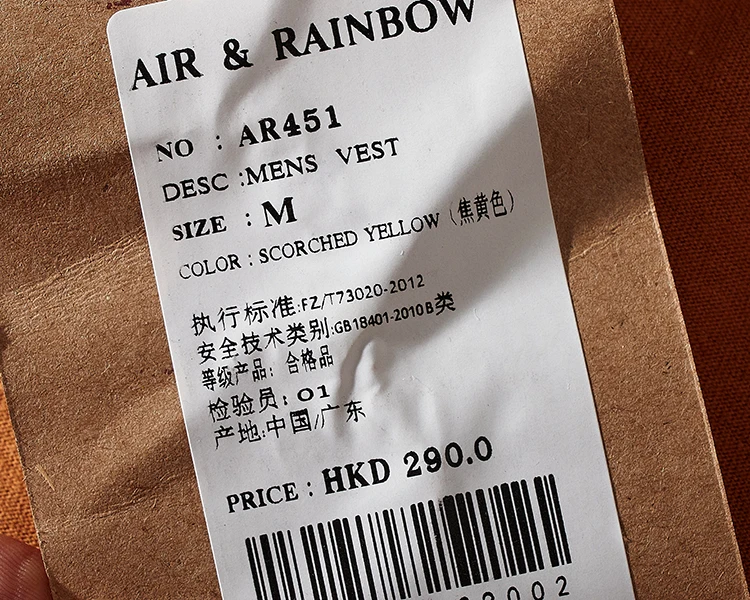 AIR & RAINBOW
NO : AR451
DESC :MENS VEST
SIZE : M
COLOR : SCORCHED YELLOW (焦黄色)
执行标准:FZ/T73020-2012
安全技术类别:GB18401-2010B类
等级产品: 合格品
检验员: 01
产地:中国/广东
PRICE : HKD 290.0
0002